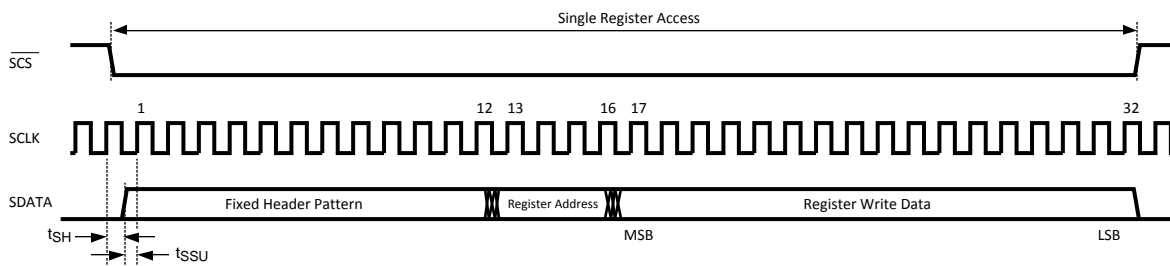 Single Register Access
SCS
1 12 13 16 17 32
SCLK
SDATA Fixed Header Pattern Register Address Register Write Data
tSH MSB LSB
tSSU